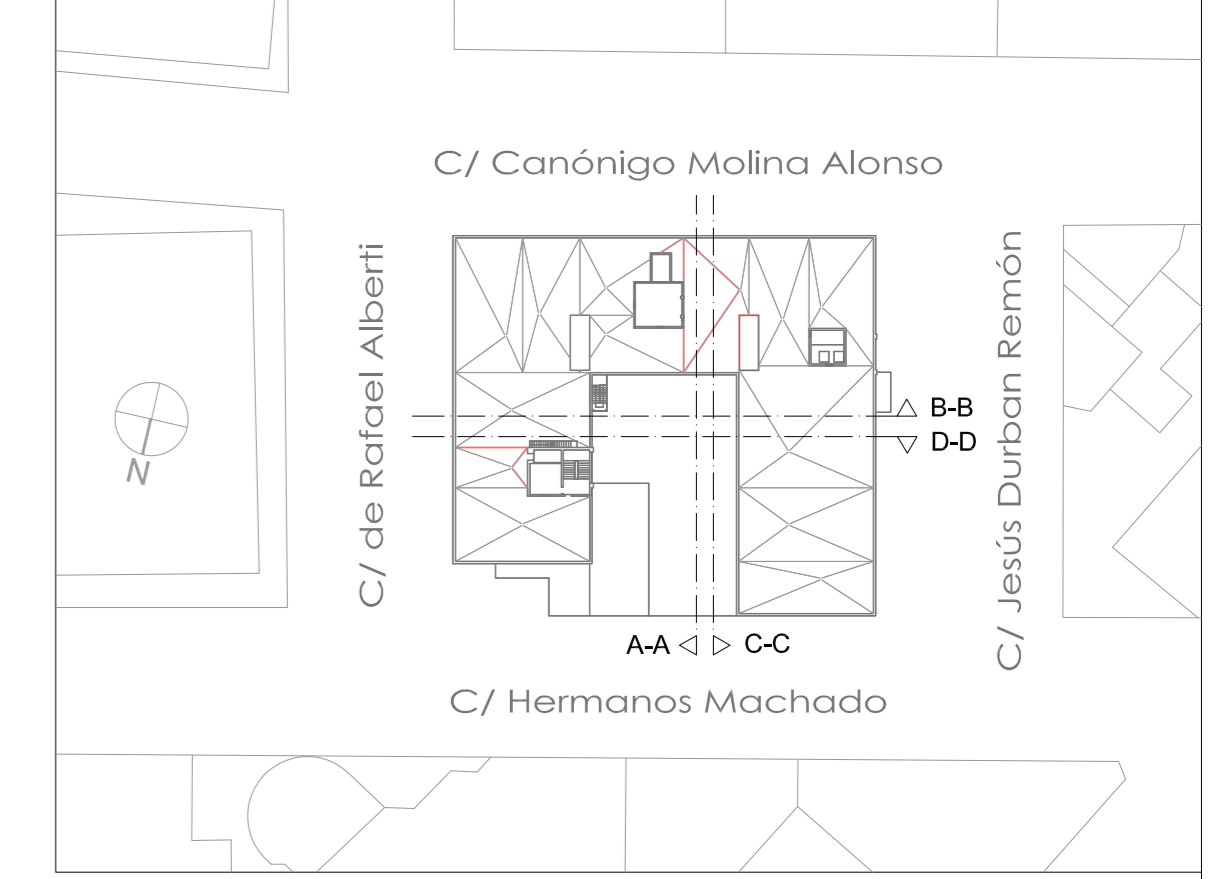 C/ Canónigo Molina Alonso
C/ de Rafael Alberti
C/ Jesús Durban Remón
B-B
D-D
N
A-A
C-C
C/ Hermanos Machado